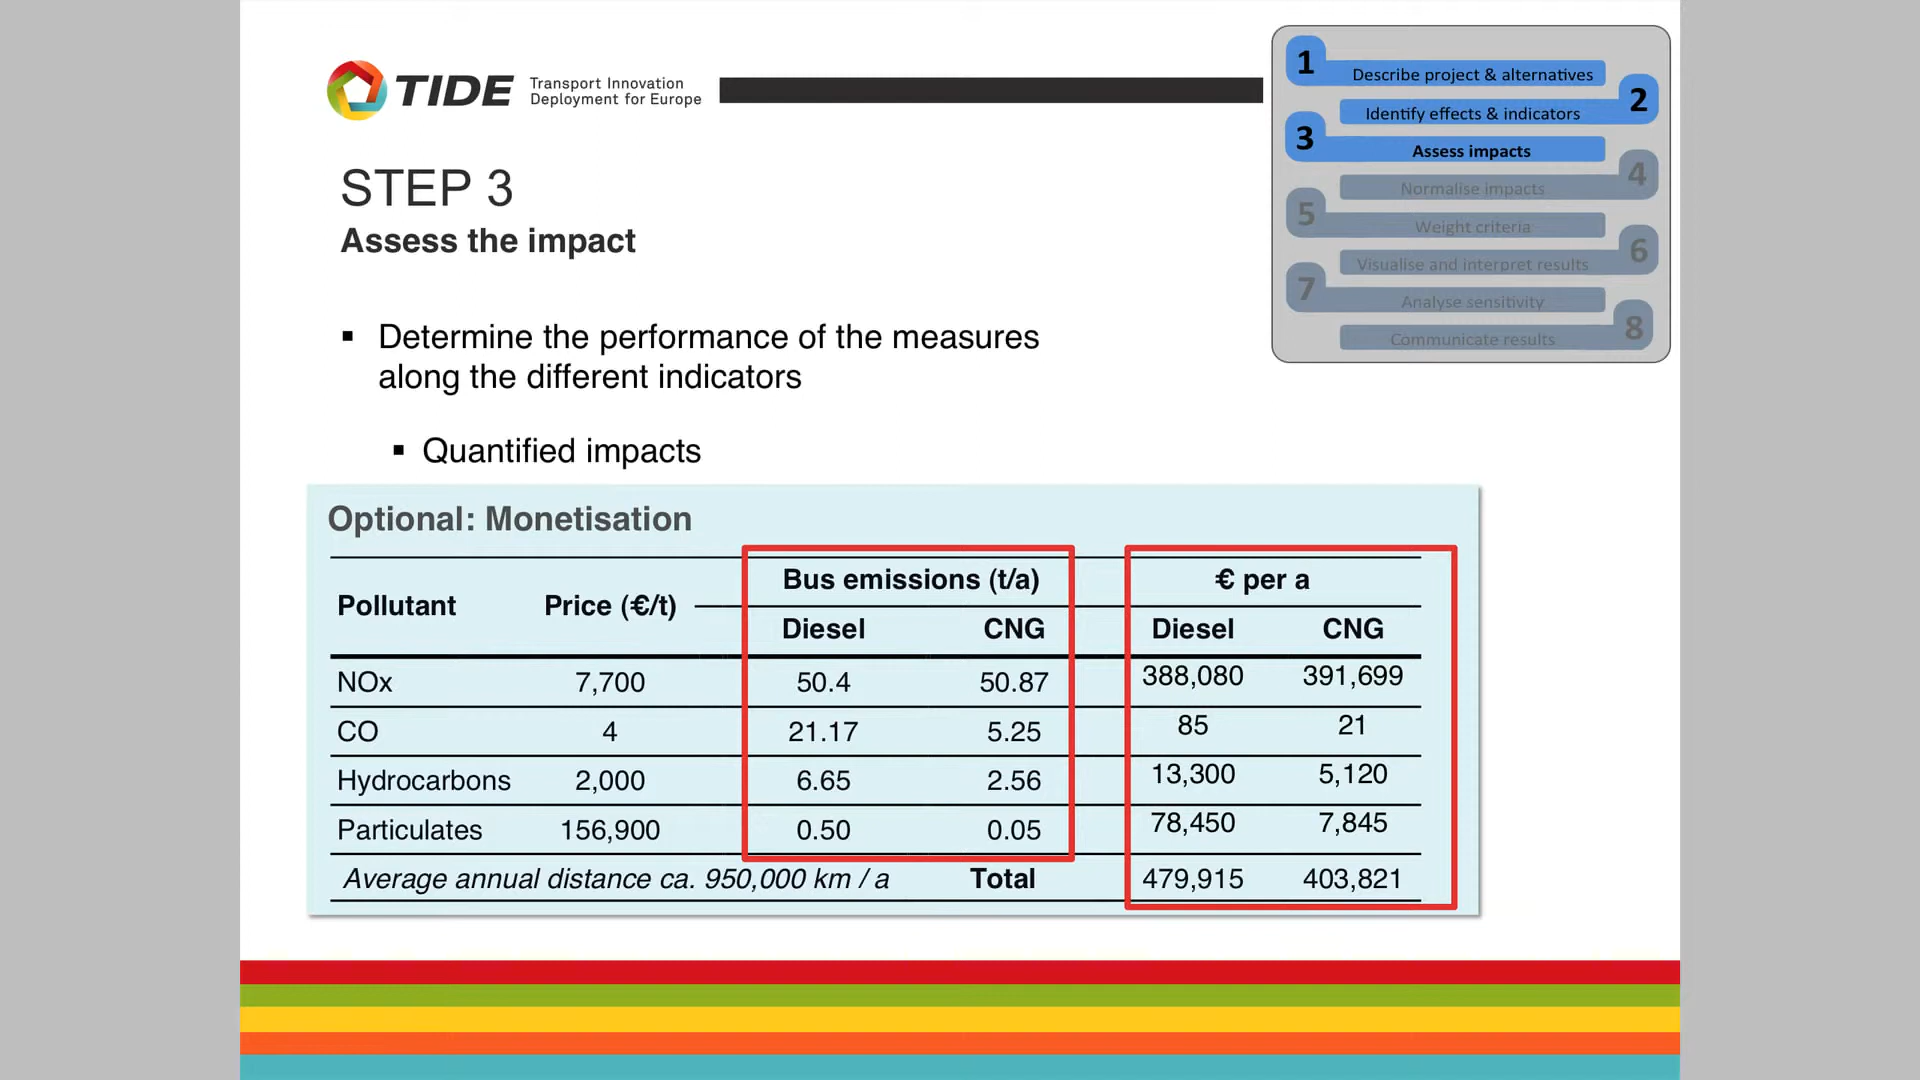 TIDE
Transport Innovation
Deployment for Europe
1
Describe project & alternatives
Identify effects & indicators
2
3
Assess impacts
Normalise impacts
4
5
Weight criteria
Visualise and interpret results
6
7
Analyse sensitivity
Communicate results
8
STEP 3
Assess the impact
▪ Determine the performance of the measures
along the different indicators
▪ Quantified impacts
Optional: Monetisation
Pollutant Price (€/t) Bus emissions (t/a) € per a
Diesel CNG Diesel CNG
NOx 7,700 50.4 50.87 388,080 391,699
CO 4 21.17 5.25 85 21
Hydrocarbons 2,000 6.65 2.56 13,300 5,120
Particulates 156,900 0.50 0.05 78,450 7,845
Average annual distance ca. 950,000 km / a Total 479,915 403,821